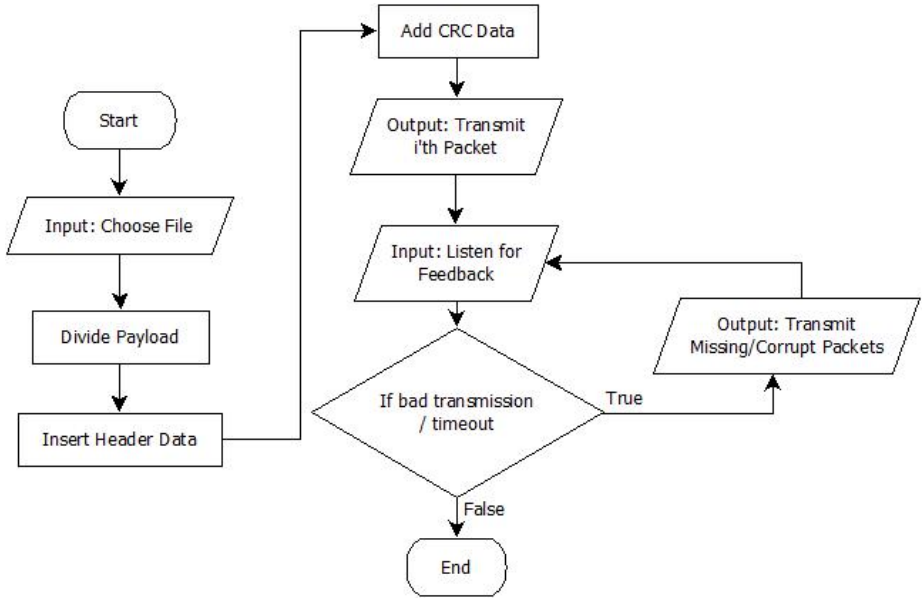 Start
Input: Choose File
Divide Payload
Insert Header Data
Add CRC Data
Output: Transmit
i'th Packet
Input: Listen for
Feedback
If bad transmission
/ timeout
True
Output: Transmit
Missing/Corrupt Packets
False
End